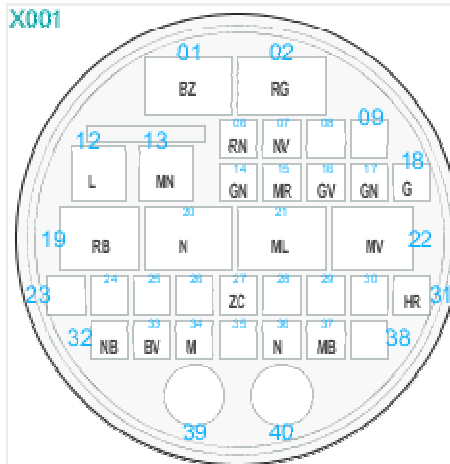 X001
01 02
BZ RG
06 07 08 09
RN NV
12 13
14 15 16 17 18
L MN GN MR GV GN G
20 21
19 RB N ML MV 22
23 24 25 26 27 28 29 30 31
ZC HR
32 33 34 35 36 37 38
NB BV M N MB
39 40